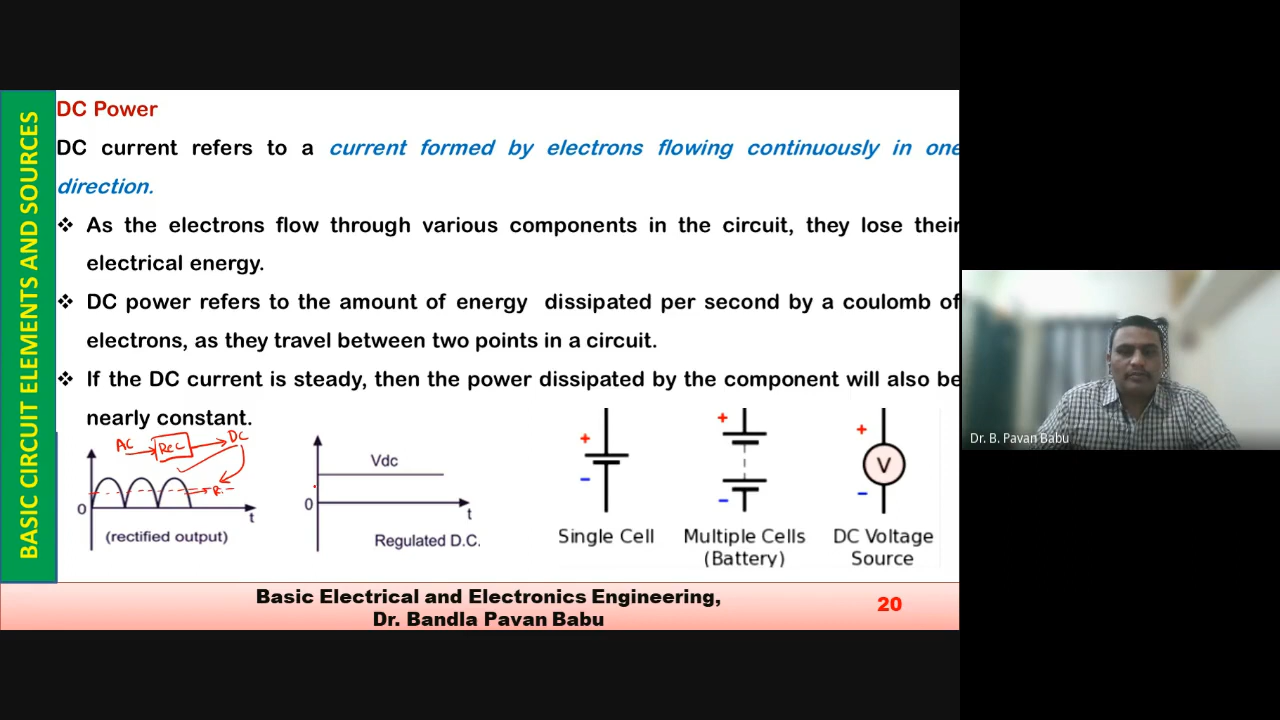 BASIC CIRCUIT ELEMENTS AND SOURCES
DC Power
DC current refers to a current formed by electrons flowing continuously in one
direction.
❖ As the electrons flow through various components in the circuit, they lose their
electrical energy.
❖ DC power refers to the amount of energy dissipated per second by a coulomb of
electrons, as they travel between two points in a circuit.
❖ If the DC current is steady, then the power dissipated by the component will also be
nearly constant.
AC Rec DC
0
t
(rectified output)
Vdc
0
t
Regulated D.C.
+
-
Single Cell
+
-
Multiple Cells
(Battery)
+
V
-
DC Voltage
Source
Basic Electrical and Electronics Engineering,
Dr. Bandla Pavan Babu
20
Dr. B. Pavan Babu